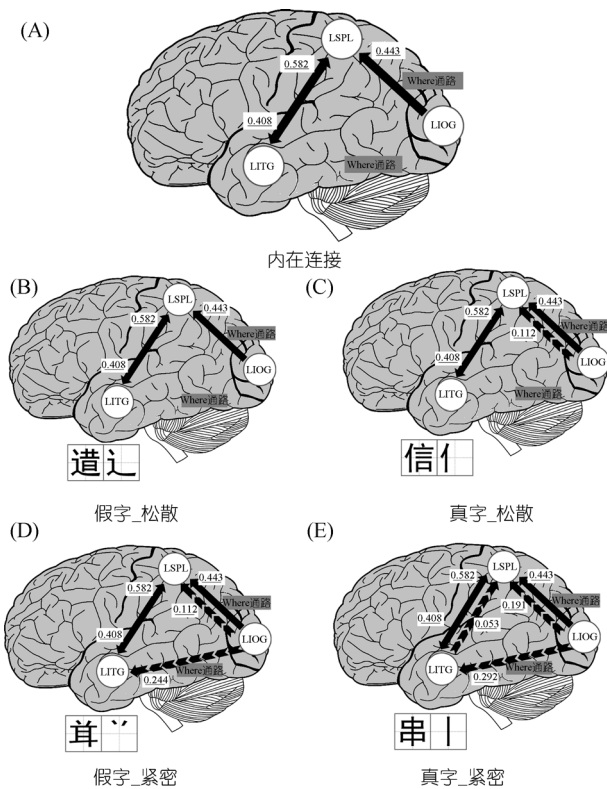 (A)
LSPL
0.582
0.443
Where通路
0.408
LIOG
LITG
Where通路
内在连接
(B)
LSPL
0.582
0.443
Where通路
0.408
LIOG
LITG
Where通路
辶
假字_松散
(C)
LSPL
0.582
0.443
Where通路
0.112
0.408
LIOG
LITG
Where通路
信 亻
真字_松散
(D)
LSPL
0.582
0.443
0.112
Where通路
0.408
LIOG
LITG
Where通路
0.244
假字_紧密
(E)
LSPL
0.582
0.443
0.191
Where通路
0.408
0.053
LIOG
LITG
Where通路
0.292
串 丨
真字_紧密